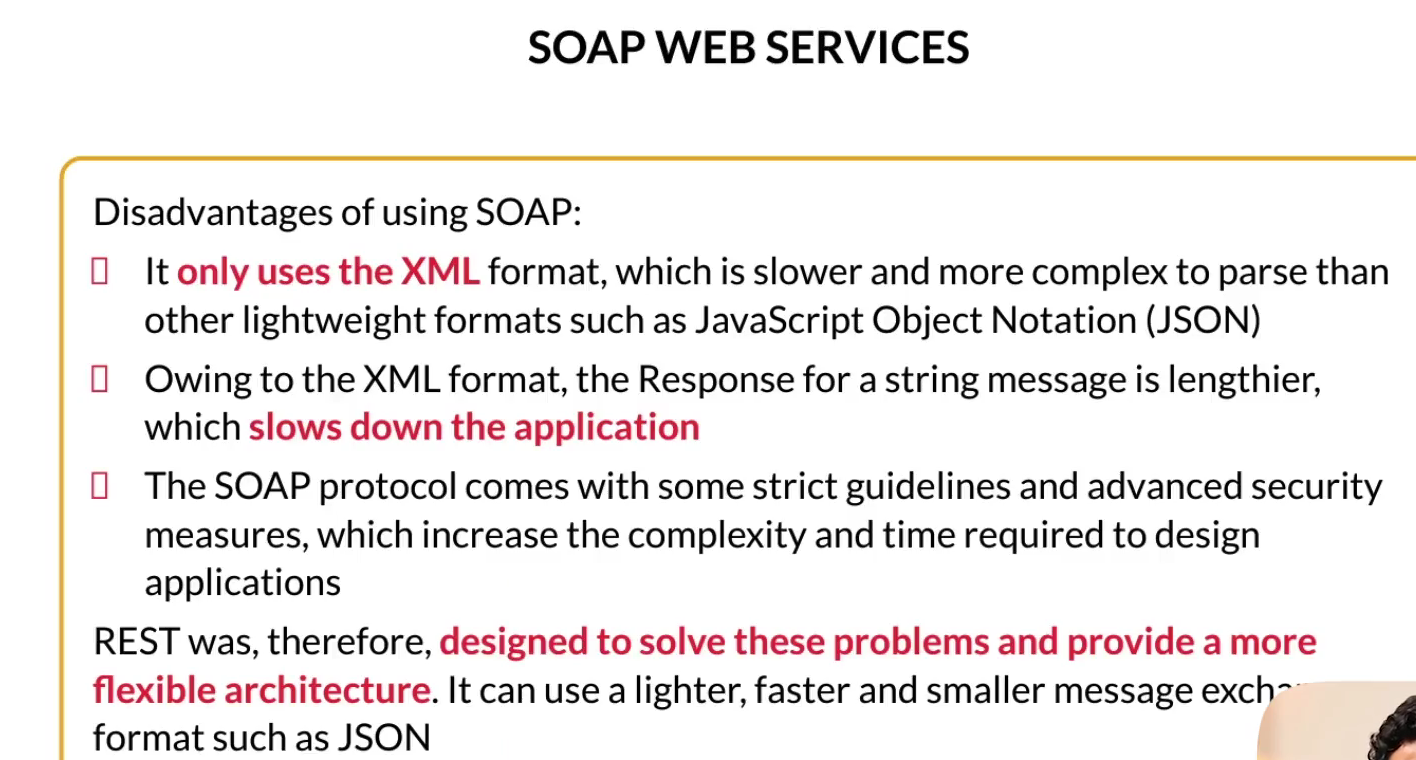 SOAP WEB SERVICES
Disadvantages of using SOAP:
It only uses the XML format, which is slower and more complex to parse than
other lightweight formats such as JavaScript Object Notation (JSON)
Owing to the XML format, the Response for a string message is lengthier,
which slows down the application
The SOAP protocol comes with some strict guidelines and advanced security
measures, which increase the complexity and time required to design
applications
REST was, therefore, designed to solve these problems and provide a more
flexible architecture. It can use a lighter, faster and smaller message
format such as JSON